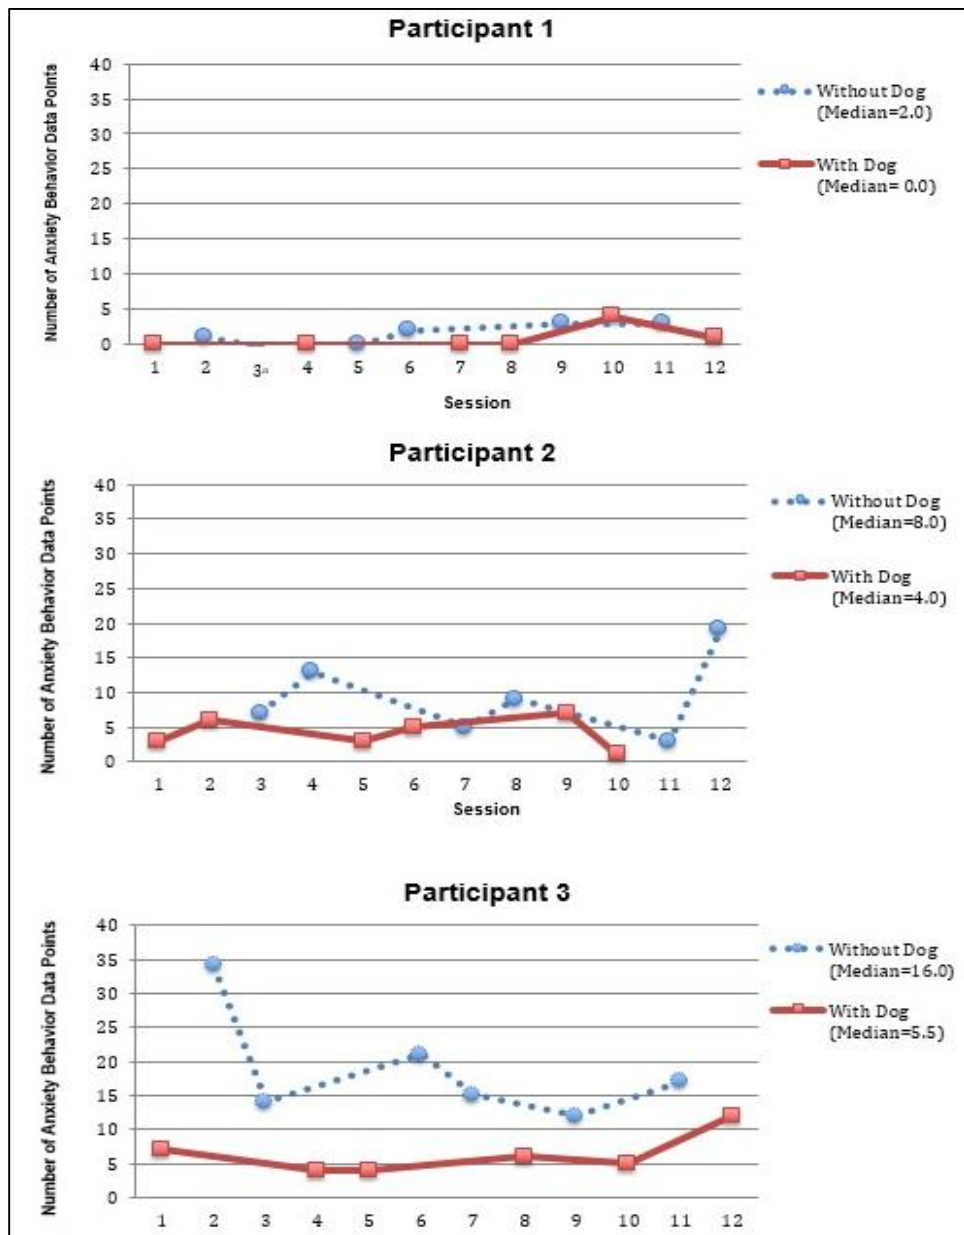 Participant 1
Number of Anxiety Behavior Data Points
40
35
30
25
20
15
10
5
0
1 2 3ᵃ 4 5 6 7 8 9 10 11 12
Session
Without Dog
(Median=2.0)
With Dog
(Median= 0.0)
Participant 2
Number of Anxiety Behavior Data Points
40
35
30
25
20
15
10
5
0
1 2 3 4 5 6 7 8 9 10 11 12
Session
Without Dog
(Median=8.0)
With Dog
(Median=4.0)
Participant 3
Number of Anxiety Behavior Data Points
40
35
30
25
20
15
10
5
0
1 2 3 4 5 6 7 8 9 10 11 12
Without Dog
(Median=16.0)
With Dog
(Median=5.5)